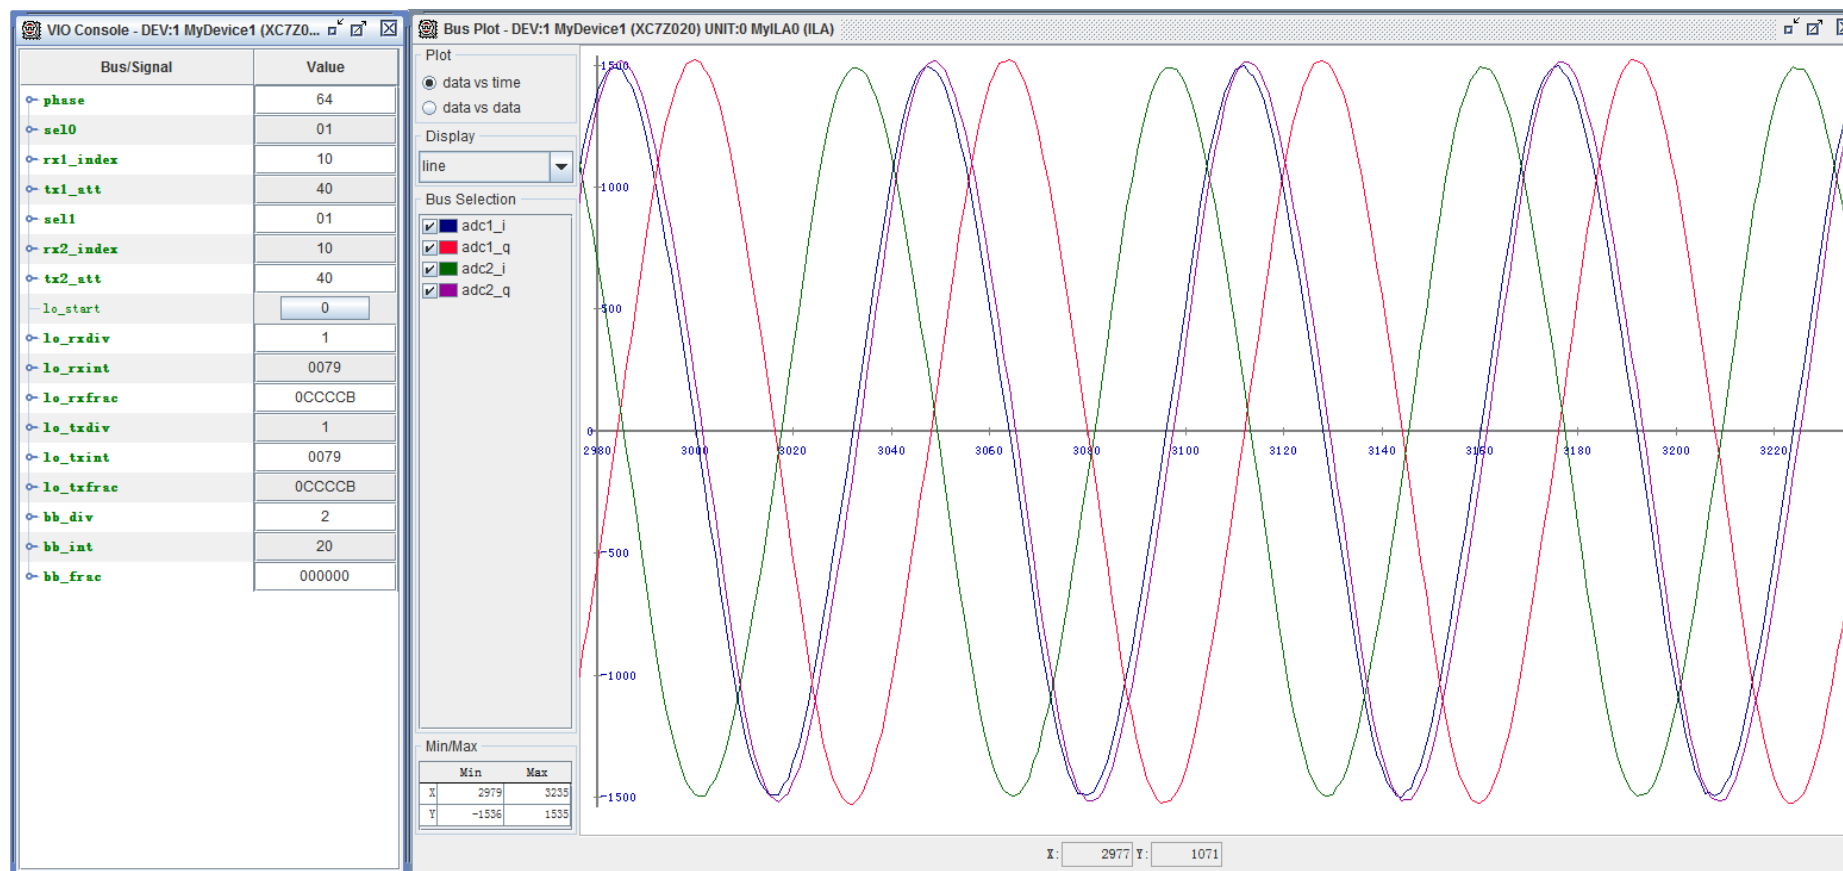 VIO Console - DEV:1 MyDevice1 (XC7Z0...
Bus/Signal Value
phase 64
sel0 01
rx1_index 10
tx1_att 40
sel1 01
rx2_index 10
tx2_att 40
lo_start 0
lo_rxdiv 1
lo_rxint 0079
lo_rxfrac 0CCCCB
lo_txdiv 1
lo_txint 0079
lo_txfrac 0CCCCB
bb_div 2
bb_int 20
bb_frac 000000
Bus Plot - DEV:1 MyDevice1 (XC7Z020) UNIT:0 MyILA0 (ILA)
Plot
data vs time
data vs data
Display
line
Bus Selection
adc1_i
adc1_q
adc2_i
adc2_q
Min/Max
Min Max
X 2979 3235
Y -1536 1535
1500
1000
500
0
2980 3000 3020 3040 3060 3080 3100 3120 3140 3160 3180 3200 3220
-500
-1000
-1500
X: 2977 Y: 1071